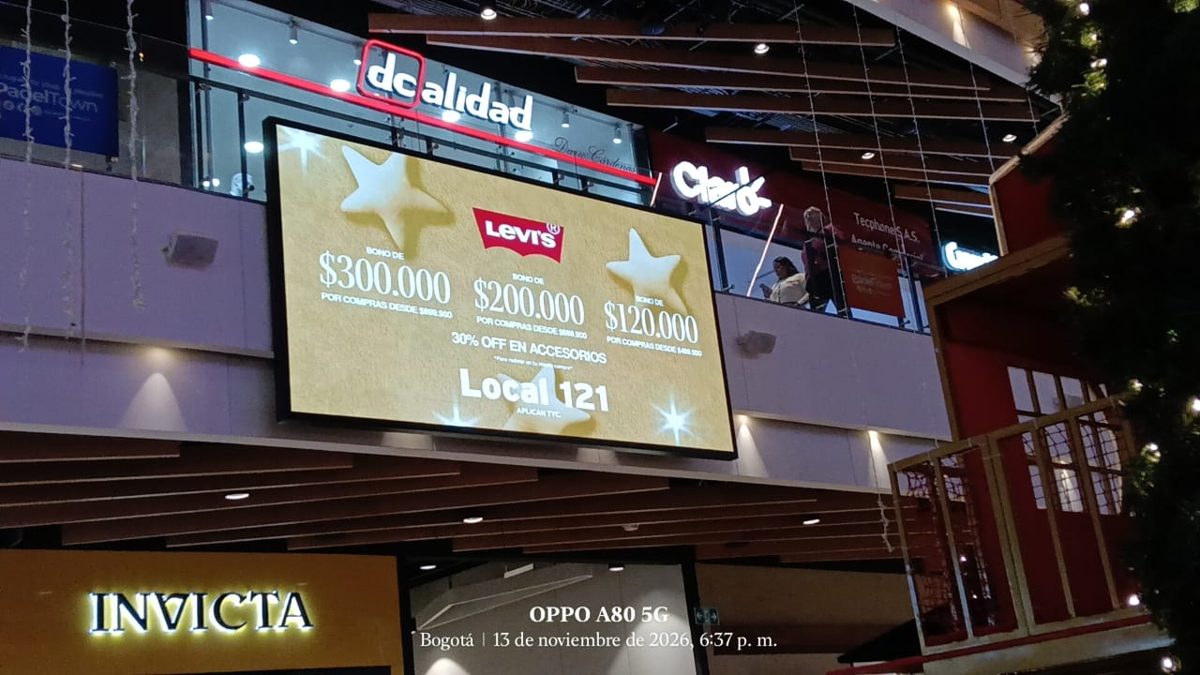 PadelTown
dcalidad
Dario Cárdenas
Claro
Tecphone S.A.S.
LEVI'S®
BONO DE
$300.000
POR COMPRAS DESDE $899.900
BONO DE
$200.000
POR COMPRAS DESDE $699.900
BONO DE
$120.000
POR COMPRAS DESDE $499.900
30% OFF EN ACCESORIOS
Local 121
APLICAN TYC.
INVICTA
OPPO A80 5G
Bogotá | 13 de noviembre de 2026, 6:37 p. m.